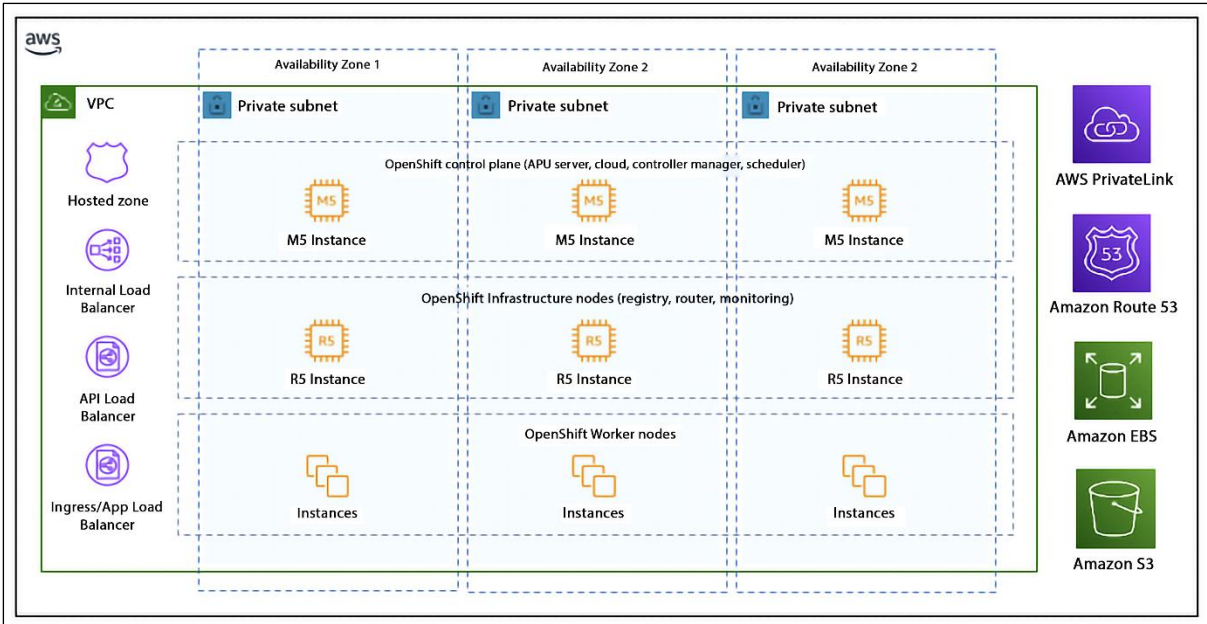 aws
Availability Zone 1
Availability Zone 2
Availability Zone 2
VPC
Private subnet
Private subnet
Private subnet
Hosted zone
Internal Load
Balancer
API Load
Balancer
Ingress/App Load
Balancer
OpenShift control plane (APU server, cloud, controller manager, scheduler)
M5
M5
M5
M5 Instance
M5 Instance
M5 Instance
OpenShift Infrastructure nodes (registry, router, monitoring)
R5
R5
R5
R5 Instance
R5 Instance
R5 Instance
OpenShift Worker nodes
Instances
Instances
Instances
AWS PrivateLink
53
Amazon Route 53
Amazon EBS
Amazon S3